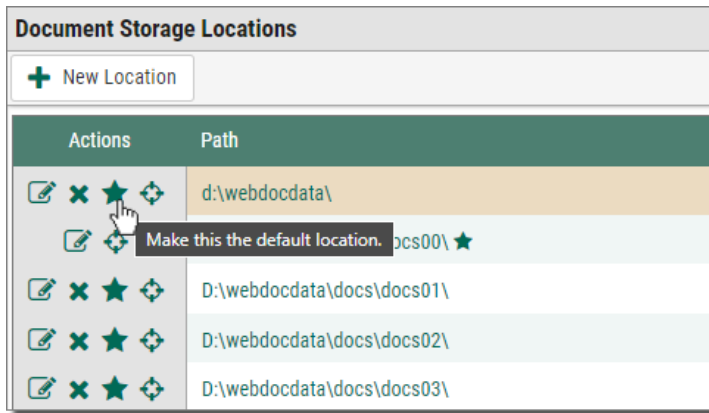 Document Storage Locations
New Location
Actions Path
d:\webdocdata\
Make this the default location. ocs00\
D:\webdocdata\docs\docs01\
D:\webdocdata\docs\docs02\
D:\webdocdata\docs\docs03\